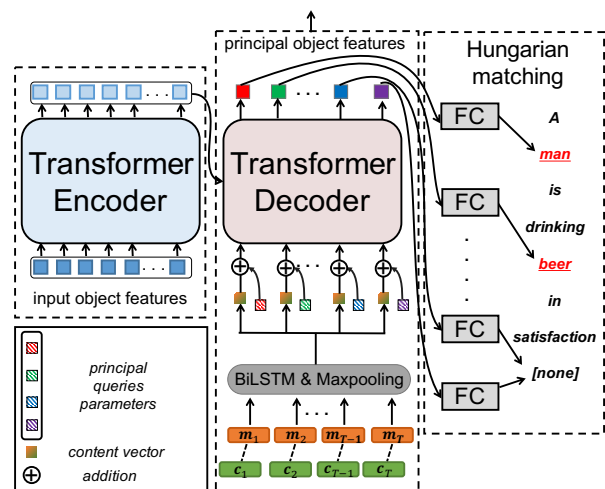 principal object features
Hungarian
matching
Transformer
Encoder
input object features
Transformer
Decoder
FC
FC
FC
FC
A
man
is
drinking
beer
in
satisfaction
[none]
BiLSTM & Maxpooling
m1 m2 mT−1 mT
c1 c2 cT−1 cT
principal
queries
parameters
content vector
addition